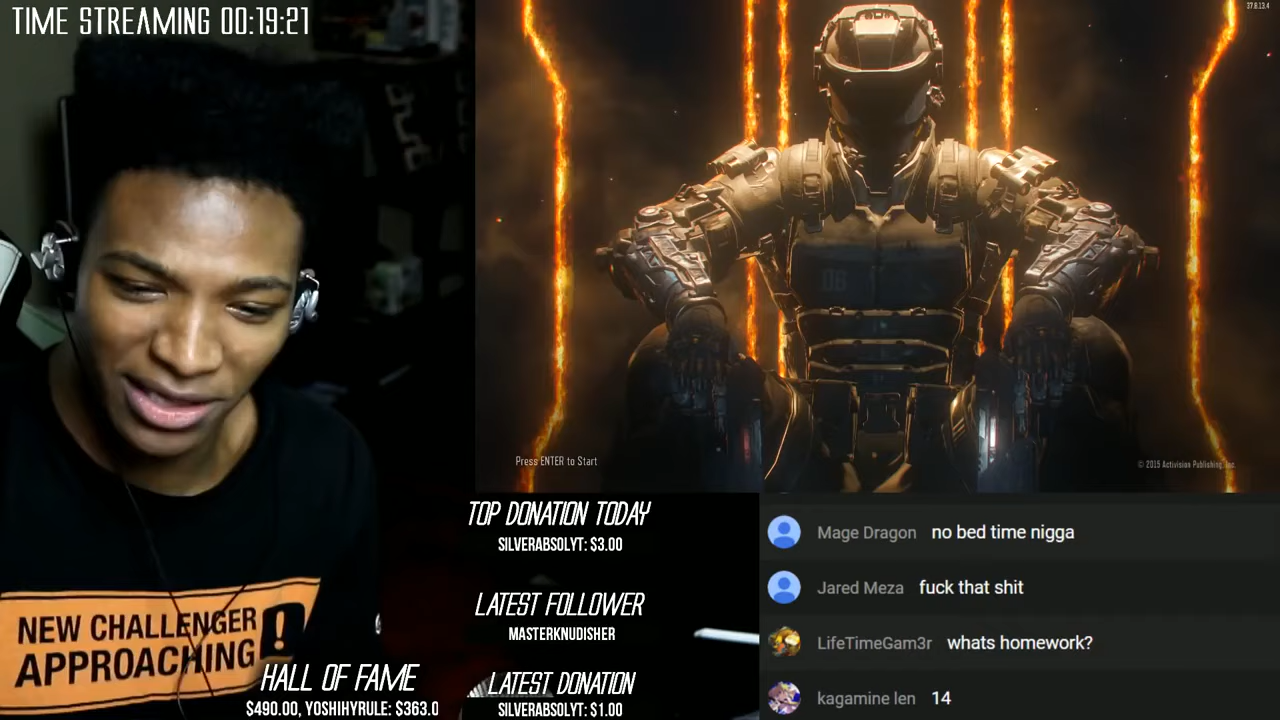 TIME STREAMING 00:19:21
37.8.13.4
08
Press ENTER to Start
© 2015 Activision Publishing, Inc.
NEW CHALLENGER
APPROACHING!
HALL OF FAME
$490.00, YOSHIHYRULE: $363.0
TOP DONATION TODAY
SILVERABSOLYT: $3.00
LATEST FOLLOWER
MASTERKNUDISHER
LATEST DONATION
SILVERABSOLYT: $1.00
Mage Dragon no bed time nigga
Jared Meza fuck that shit
LifeTimeGam3r whats homework?
kagamine len 14